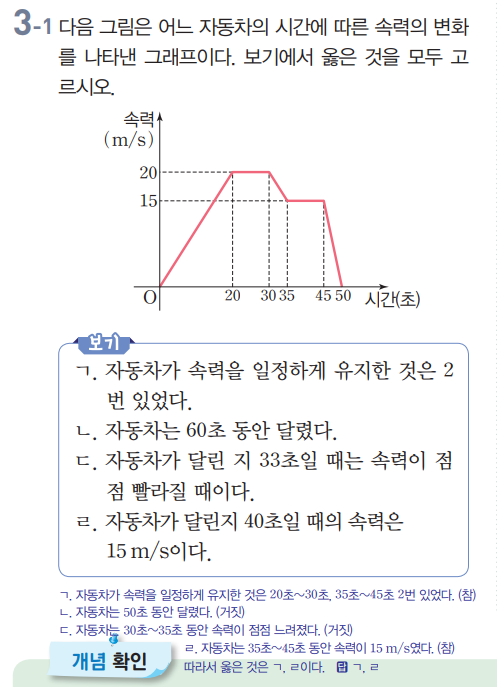 3-1 다음 그림은 어느 자동차의 시간에 따른 속력의 변화
를 나타낸 그래프이다. 보기에서 옳은 것을 모두 고
르시오.
속력
(m/s)
20
15
O
20
30
35
45
50
시간(초)
보기
ㄱ. 자동차가 속력을 일정하게 유지한 것은 2
번 있었다.
ㄴ. 자동차는 60초 동안 달렸다.
ㄷ. 자동차가 달린 지 33초일 때는 속력이 점
점 빨라질 때이다.
ㄹ. 자동차가 달린지 40초일 때의 속력은
15 m/s이다.
ㄱ. 자동차가 속력을 일정하게 유지한 것은 20초~30초, 35초~45초 2번 있었다. (참)
ㄴ. 자동차는 50초 동안 달렸다. (거짓)
ㄷ. 자동차는 30초~35초 동안 속력이 점점 느려졌다. (거짓)
ㄹ. 자동차는 35초~45초 동안 속력이 15 m/s였다. (참)
개념 확인
따라서 옳은 것은 ㄱ, ㄹ이다. 답 ㄱ, ㄹ